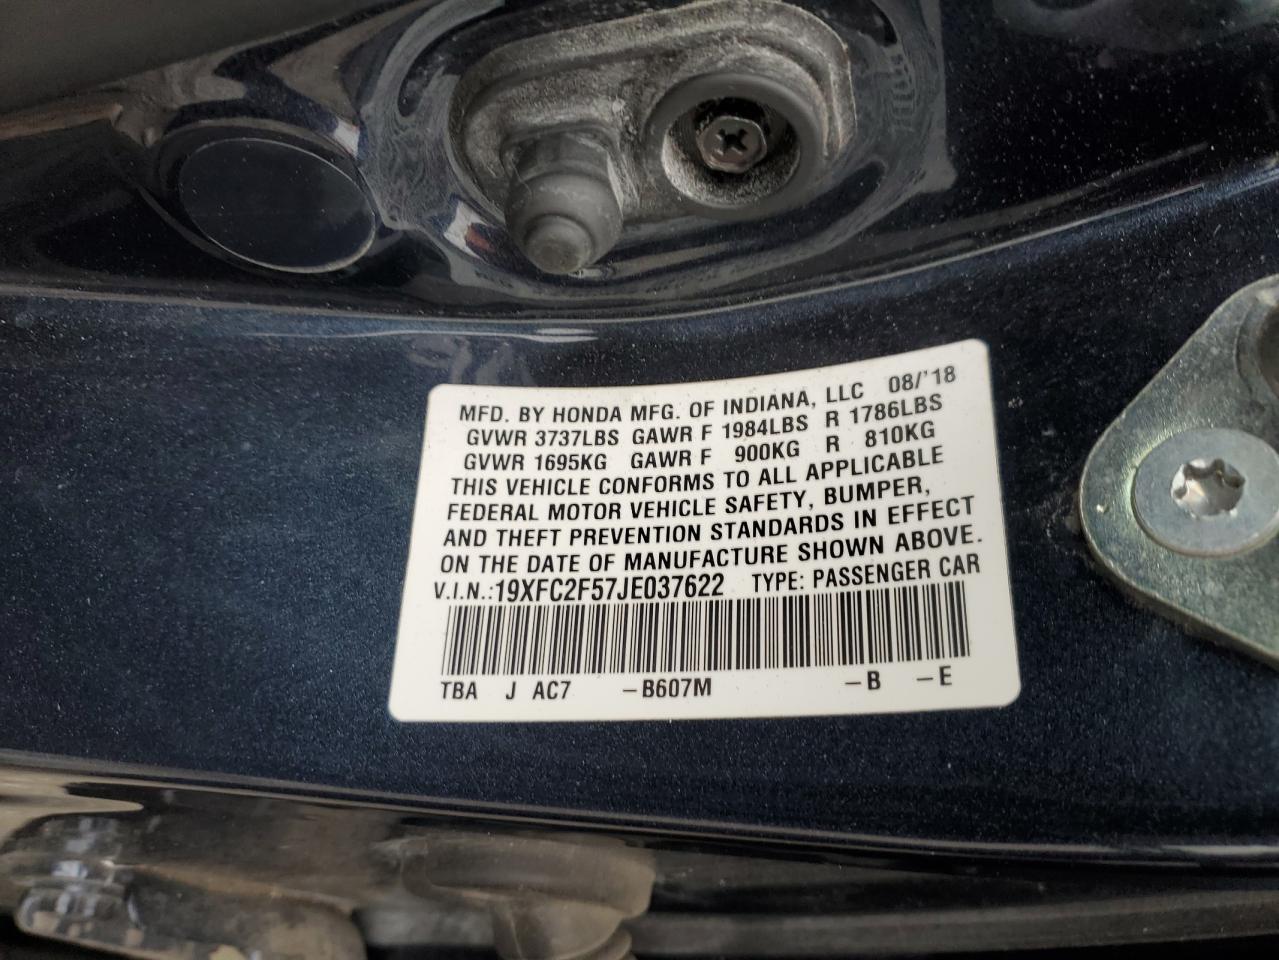 MFD. BY HONDA MFG. OF INDIANA, LLC 08/'18
GVWR 3737LBS GAWR F 1984LBS R 1786LBS
GVWR 1695KG GAWR F 900KG R 810KG
THIS VEHICLE CONFORMS TO ALL APPLICABLE
FEDERAL MOTOR VEHICLE SAFETY, BUMPER,
AND THEFT PREVENTION STANDARDS IN EFFECT
ON THE DATE OF MANUFACTURE SHOWN ABOVE.
V.I.N.:19XFC2F57JE037622 TYPE: PASSENGER CAR
TBA J AC7 –B607M –B –E